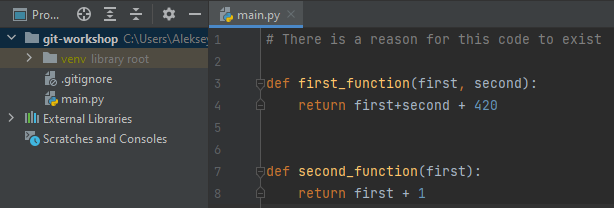 Pro...
git-workshop C:\Users\Aleksey
venv library root
.gitignore
main.py
External Libraries
Scratches and Consoles
main.py
1 # There is a reason for this code to exist
2
3 def first_function(first, second):
4     return first+second + 420
5
6
7 def second_function(first):
8     return first + 1